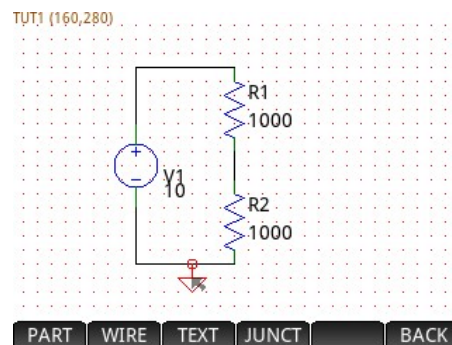 TUT1 (160,280)
R1
1000
V1
10
R2
1000
PART WIRE TEXT JUNCT BACK